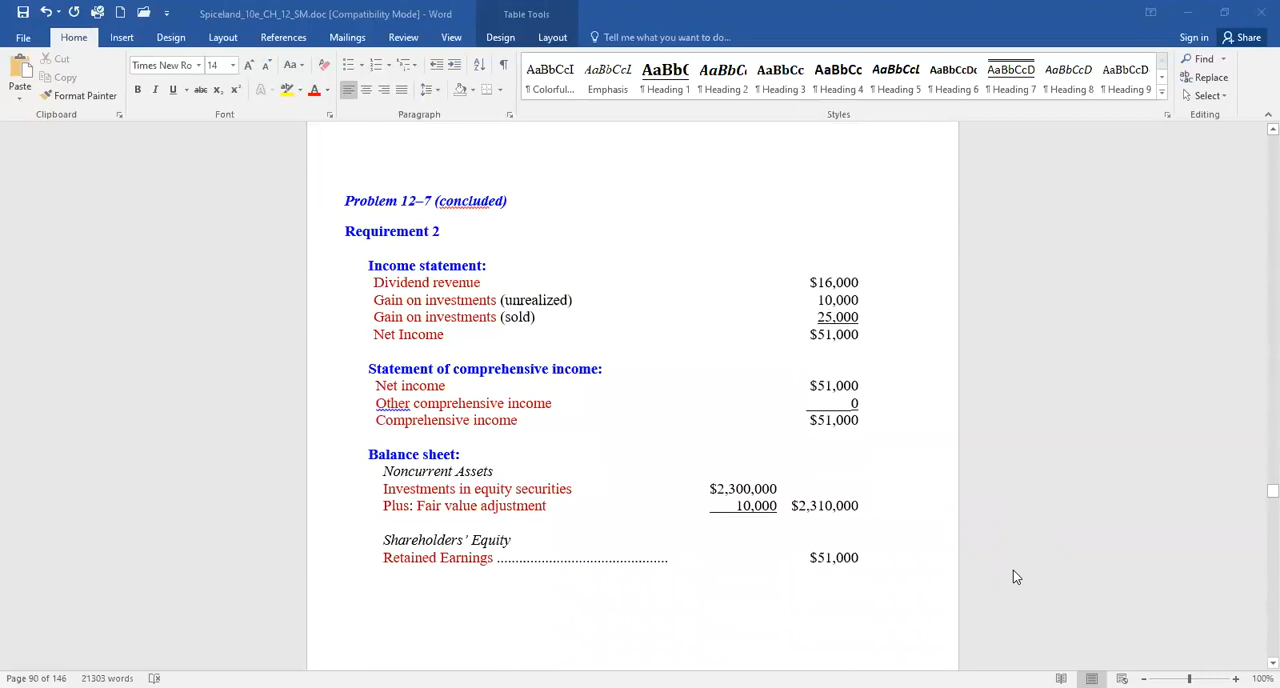 Spiceland_10e_CH_12_SM.doc [Compatibility Mode] - Word
Table Tools
File Home Insert Design Layout References Mailings Review View Design Layout Tell me what you want to do... Sign in Share
Paste
Cut
Copy
Format Painter
Times New Ro 14
B I U abc x₂ x²
AaBbCcI AaBbCcL AaBbC AaBbC AaBbCc AaBbCc AaBbCcL AaBbCcDc AaBbCcD AaBbCcD AaBbCcD
¶ Colorful... Emphasis ¶ Heading 1 ¶ Heading 2 ¶ Heading 3 ¶ Heading 4 ¶ Heading 5 ¶ Heading 6 ¶ Heading 7 ¶ Heading 8 ¶ Heading 9
Find
Replace
Select
Clipboard Font Paragraph Styles Editing
Problem 12–7 (concluded)
Requirement 2
Income statement:
Dividend revenue $16,000
Gain on investments (unrealized) 10,000
Gain on investments (sold) 25,000
Net Income $51,000
Statement of comprehensive income:
Net income $51,000
Other comprehensive income 0
Comprehensive income $51,000
Balance sheet:
Noncurrent Assets
Investments in equity securities $2,300,000
Plus: Fair value adjustment 10,000 $2,310,000
Shareholders' Equity
Retained Earnings ............................................. $51,000
Page 90 of 146 21303 words 100%